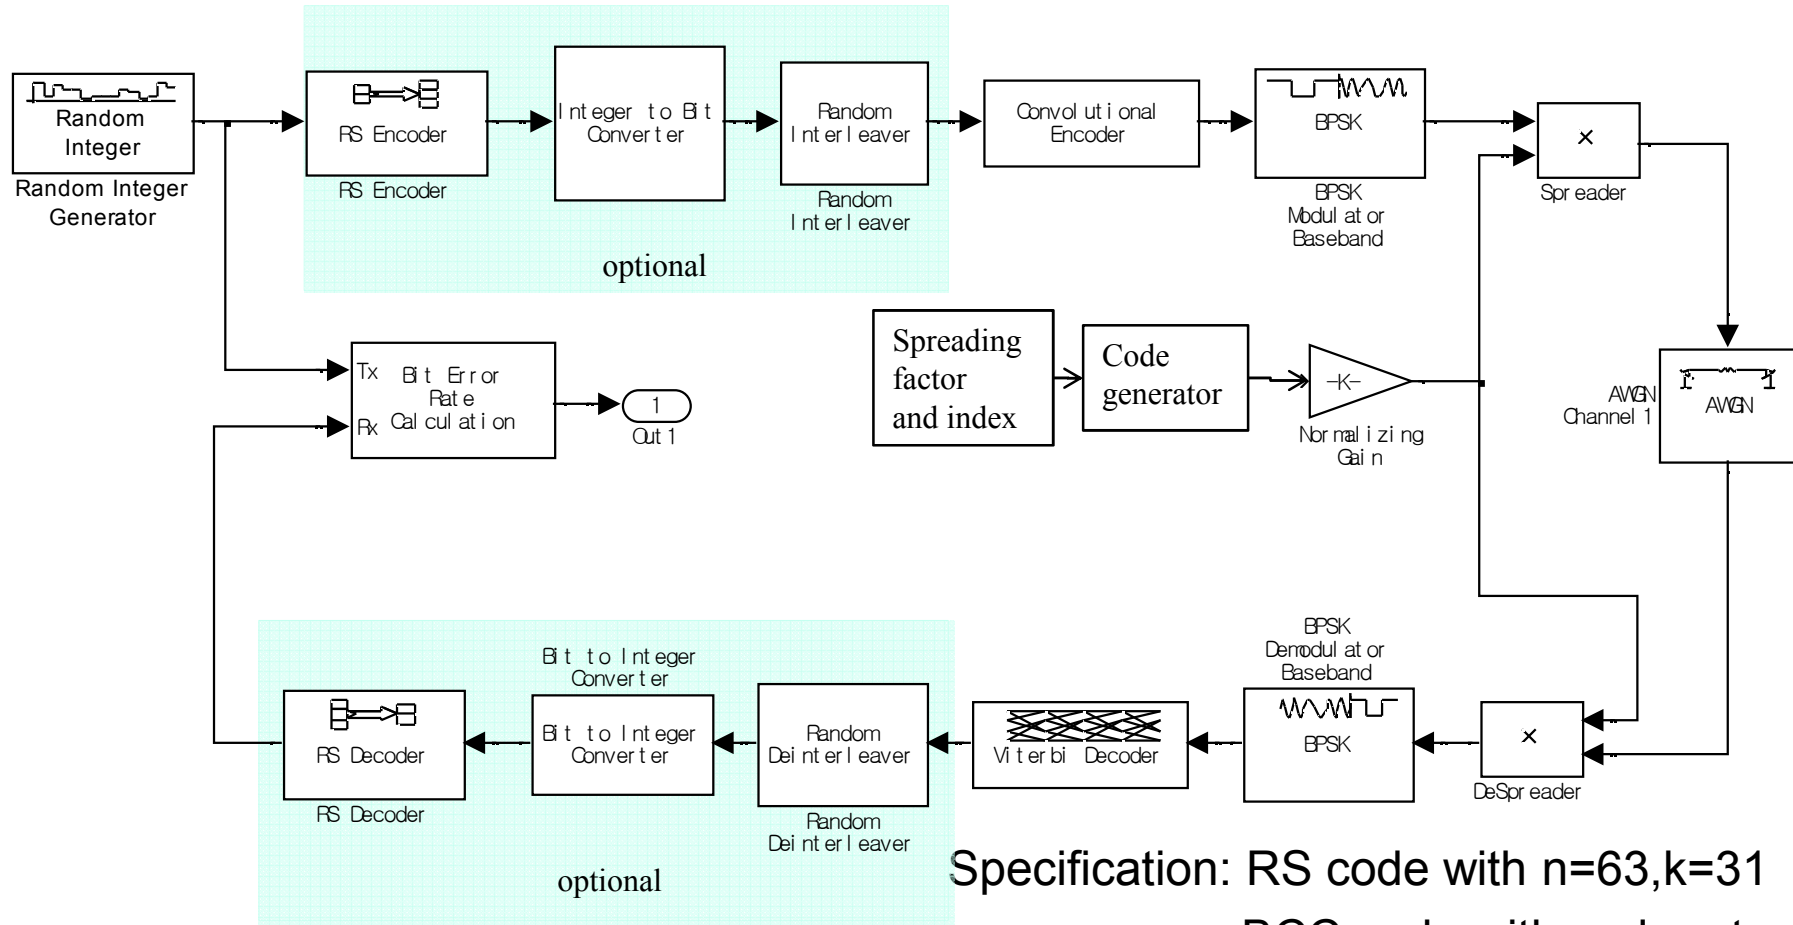 Random
Integer
Random Integer
Generator
RS Encoder
RS Encoder
Integer to Bit
Converter
Random
Interleaver
Random
Interleaver
optional
Convolutional
Encoder
BPSK
BPSK
Modulator
Baseband
×
Spreader
Tx
Rx
Bit Error
Rate
Calculation
1
Out1
Spreading
factor
and index
Code
generator
-K-
Normalizing
Gain
AWGN
Channel 1
AWGN
RS Decoder
RS Decoder
Bit to Integer
Converter
Bit to Integer
Converter
Random
Deinterleaver
Random
Deinterleaver
optional
Viterbi Decoder
BPSK
Demodulator
Baseband
BPSK
×
DeSpreader
Specification: RS code with n=63,k=31